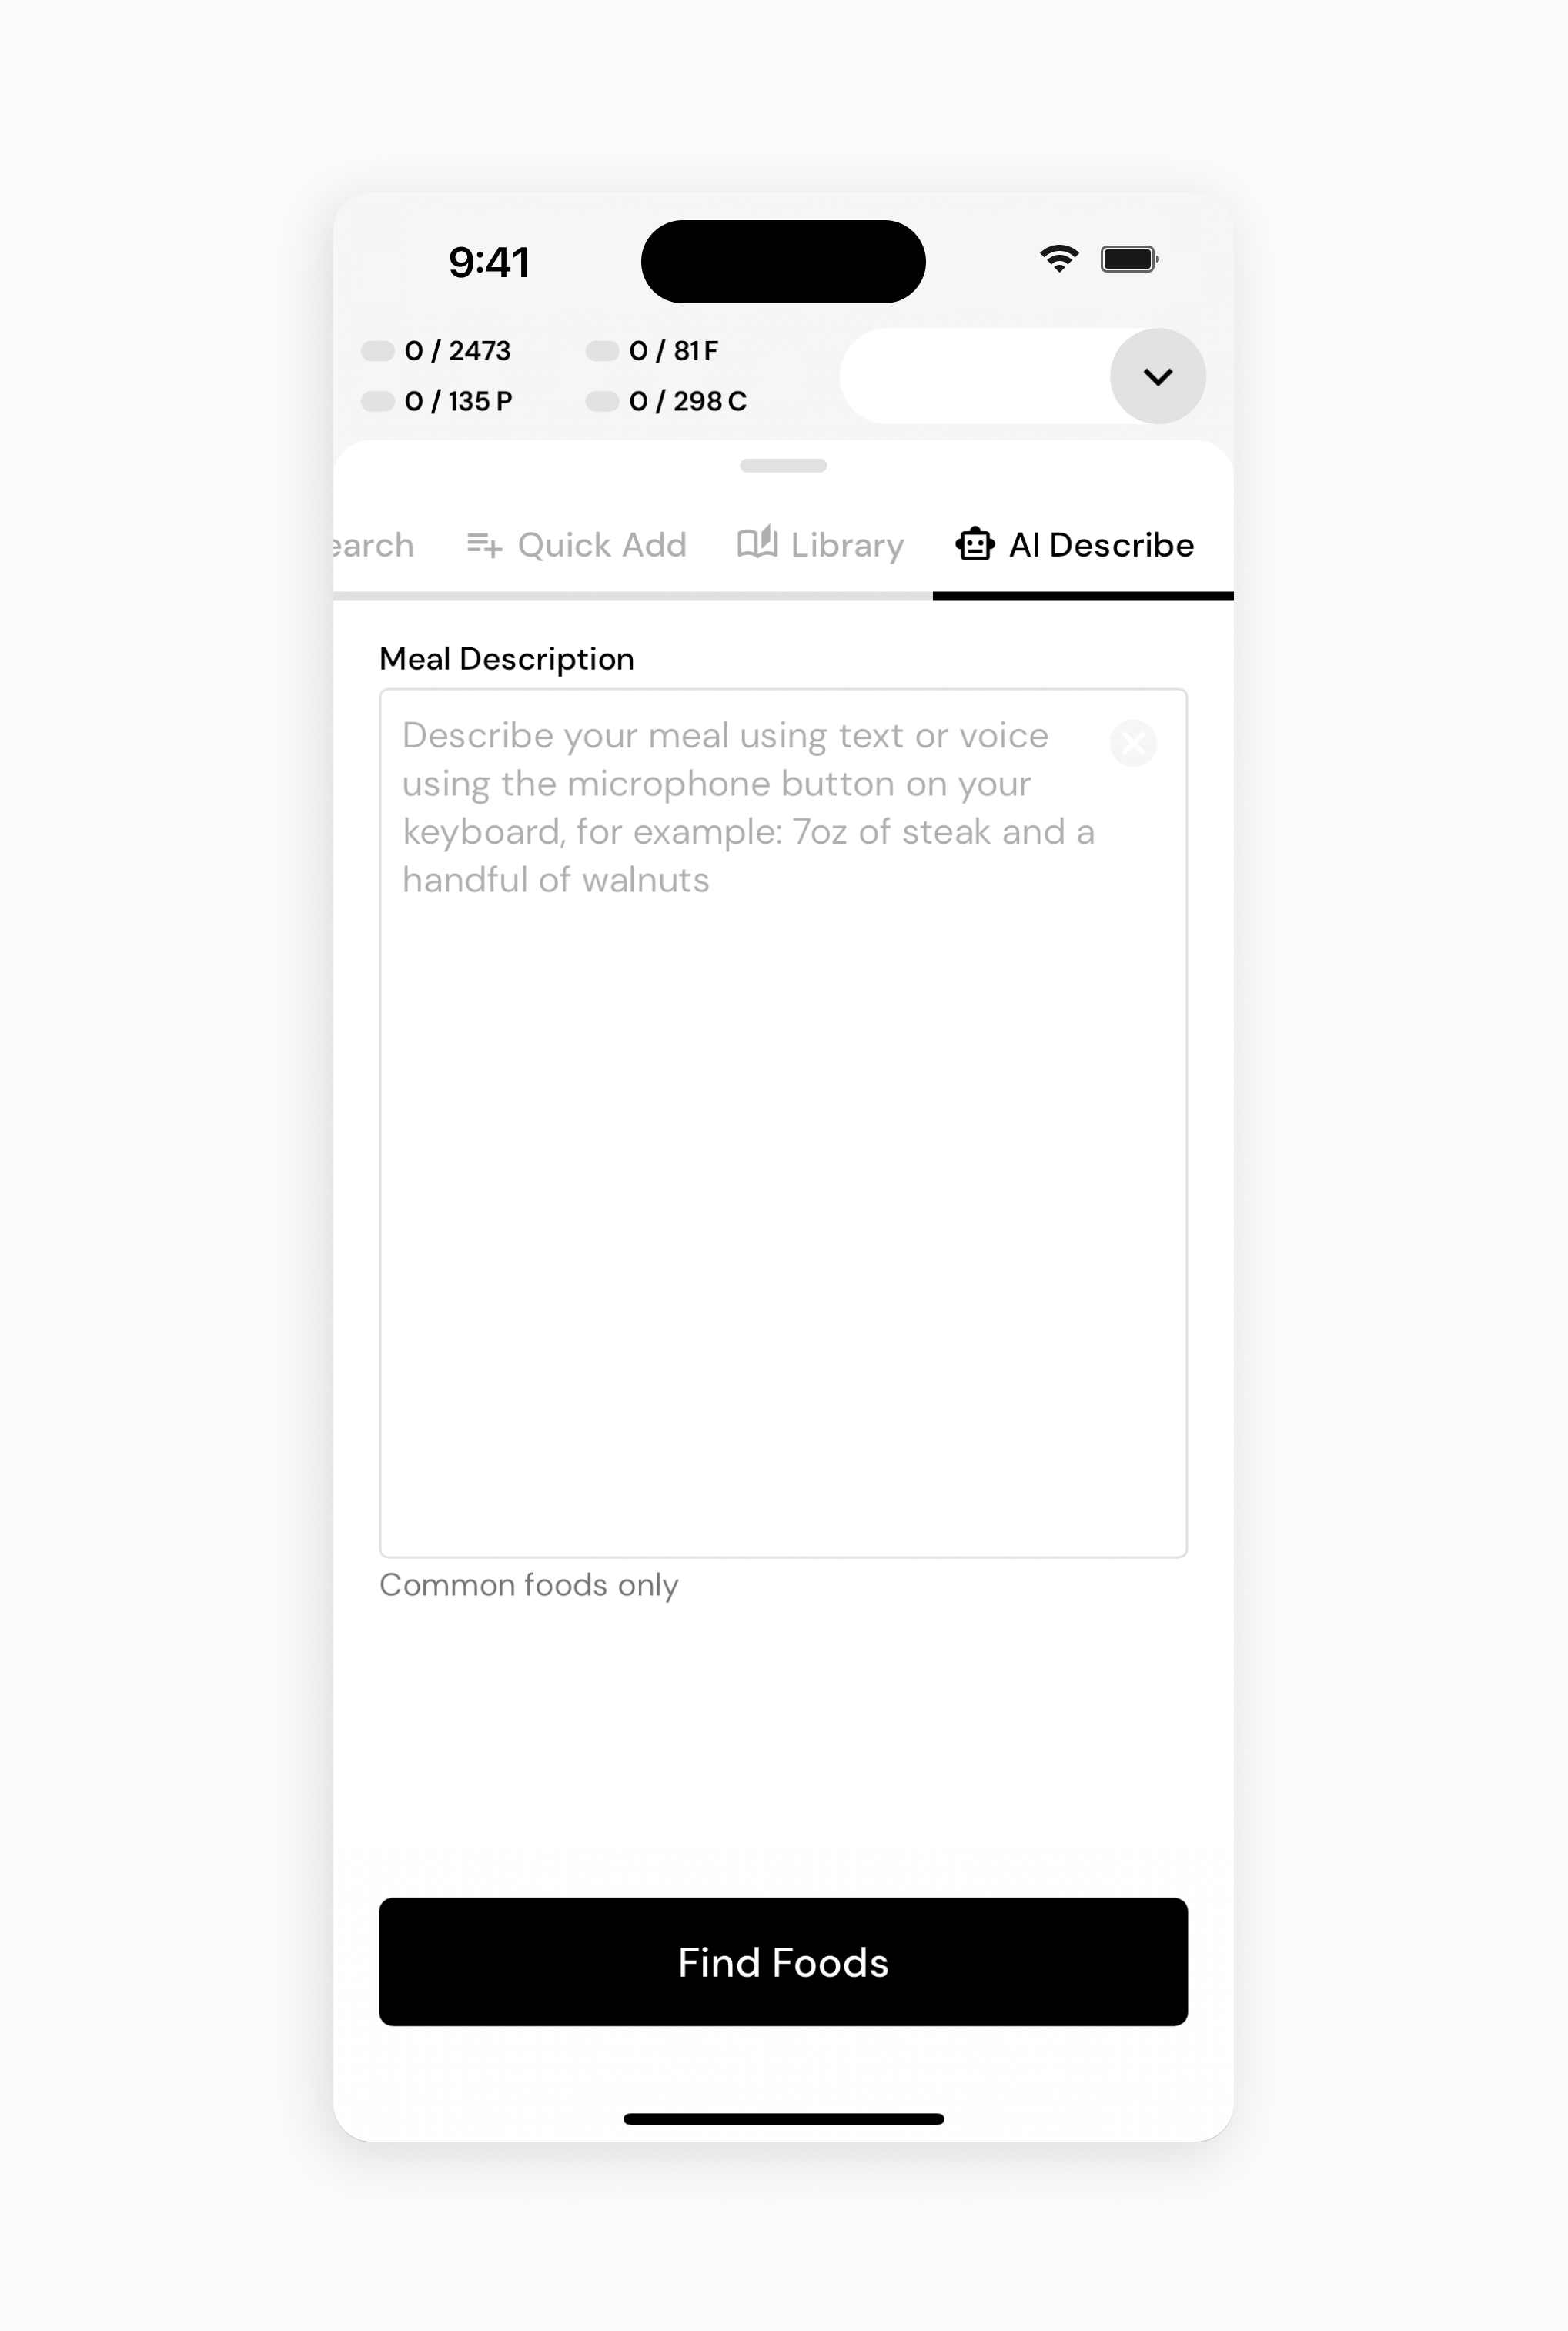 9:41
0 / 2473
0 / 81 F
0 / 135 P
0 / 298 C
earch
Quick Add
Library
AI Describe
Meal Description
Describe your meal using text or voice
using the microphone button on your
keyboard, for example: 7oz of steak and a
handful of walnuts
Common foods only
Find Foods